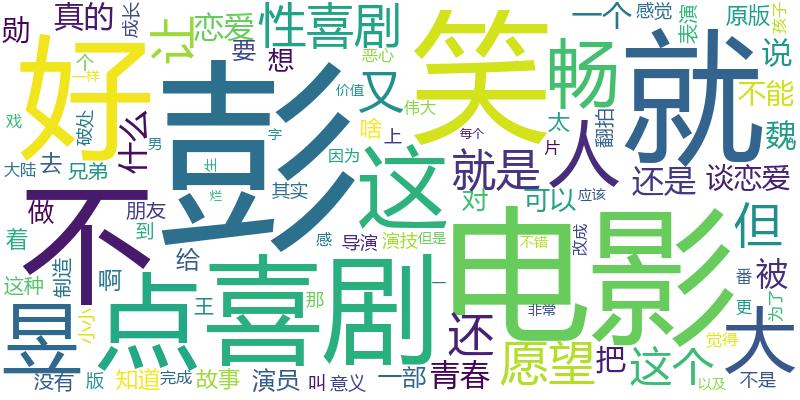 勋
真的
成长
让
恋爱
性喜剧
一个
感觉
表演
原版
孩子
好
个
一样
要
想
恶心
笑
畅
就
说
彭
又
价值
伟大
不能
戏
破处
什么
男
啥
上
每个
太
翻拍
魏
大陆
去
兄弟
生
字
因为
片
人
烂
其实
这
就是
还是
谈恋爱
应该
不
做
朋友
对
可以
但
着
到
感
导演
演技
但是
不错
改成
这种
制造
啊
给
王
那
一
电影
番
被
更
为了
昱
小小
点
喜剧
还
非常
大
觉得
没有
版
知道
完成
故事
演员
叫
意义
一部
青春
愿望
把
这个
以及
不是